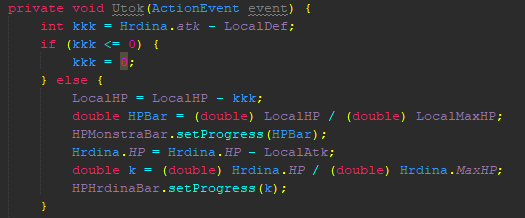 private void Utok(ActionEvent event) {
    int kkk = Hrdina.atk - LocalDef;
    if (kkk <= 0) {
        kkk = 0;
    } else {
        LocalHP = LocalHP - kkk;
        double HPBar = (double) LocalHP / (double) LocalMaxHP;
        HPMonstraBar.setProgress(HPBar);
        Hrdina.HP = Hrdina.HP - LocalAtk;
        double k = (double) Hrdina.HP / (double) Hrdina.MaxHP;
        HPHrdinaBar.setProgress(k);
    }